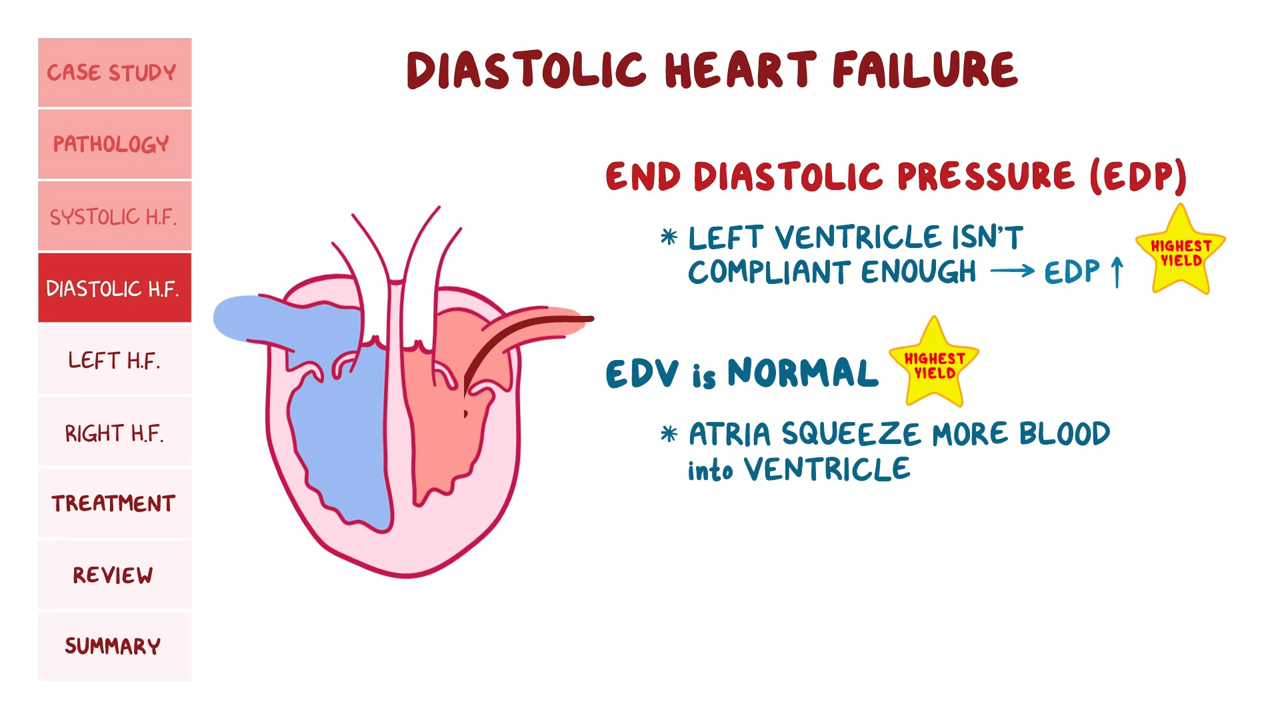 DIASTOLIC HEART FAILURE
CASE STUDY
PATHOLOGY
SYSTOLIC H.F.
DIASTOLIC H.F.
LEFT H.F.
RIGHT H.F.
TREATMENT
REVIEW
SUMMARY
END DIASTOLIC PRESSURE (EDP)
* LEFT VENTRICLE ISN'T
COMPLIANT ENOUGH → EDP ↑
HIGHEST
YIELD
EDV is NORMAL
HIGHEST
YIELD
* ATRIA SQUEEZE MORE BLOOD
into VENTRICLE